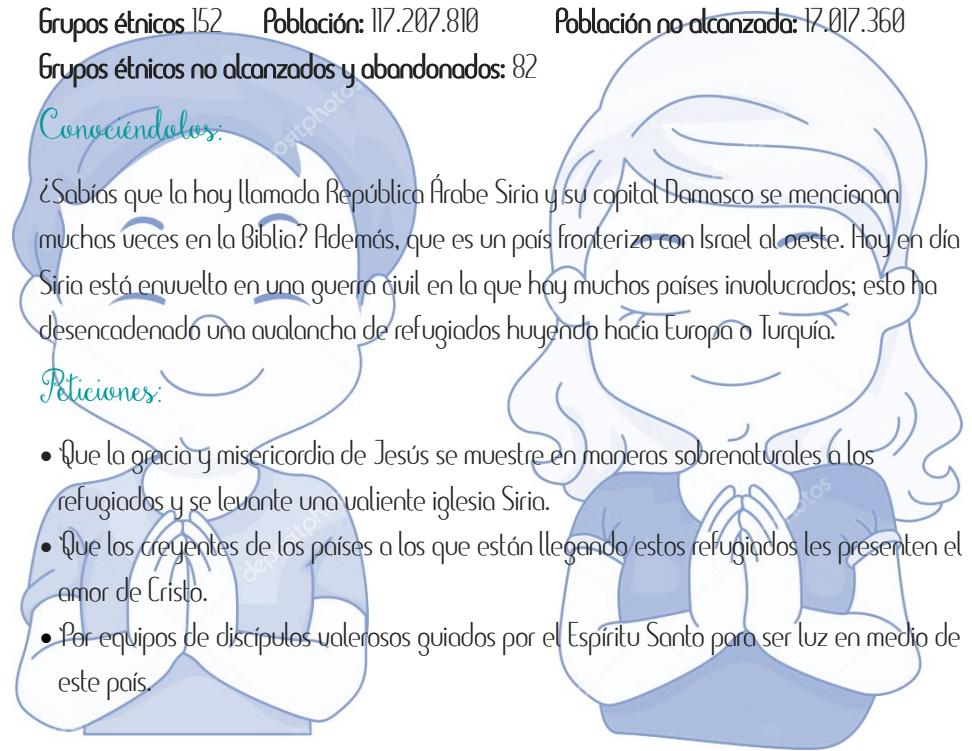 Grupos étnicos 152 Población: 117.207.810 Población no alcanzada: 17.017.360
Grupos étnicos no alcanzados y abandonados: 82
Conociéndolos:
¿Sabías que la hoy llamada República Árabe Siria y su capital Damasco se mencionan
muchas veces en la Biblia? Además, que es un país fronterizo con Israel al oeste. Hoy en día
Siria está envuelto en una guerra civil en la que hay muchos países involucrados; esto ha
desencadenado una avalancha de refugiados huyendo hacia Europa o Turquía.
Peticiones:
• Que la gracia y misericordia de Jesús se muestre en maneras sobrenaturales a los
refugiados y se levante una valiente iglesia Siria.
• Que los creyentes de los países a los que están llegando estos refugiados les presenten el
amor de Cristo.
• Por equipos de discípulos valerosos guiados por el Espíritu Santo para ser luz en medio de
este país.